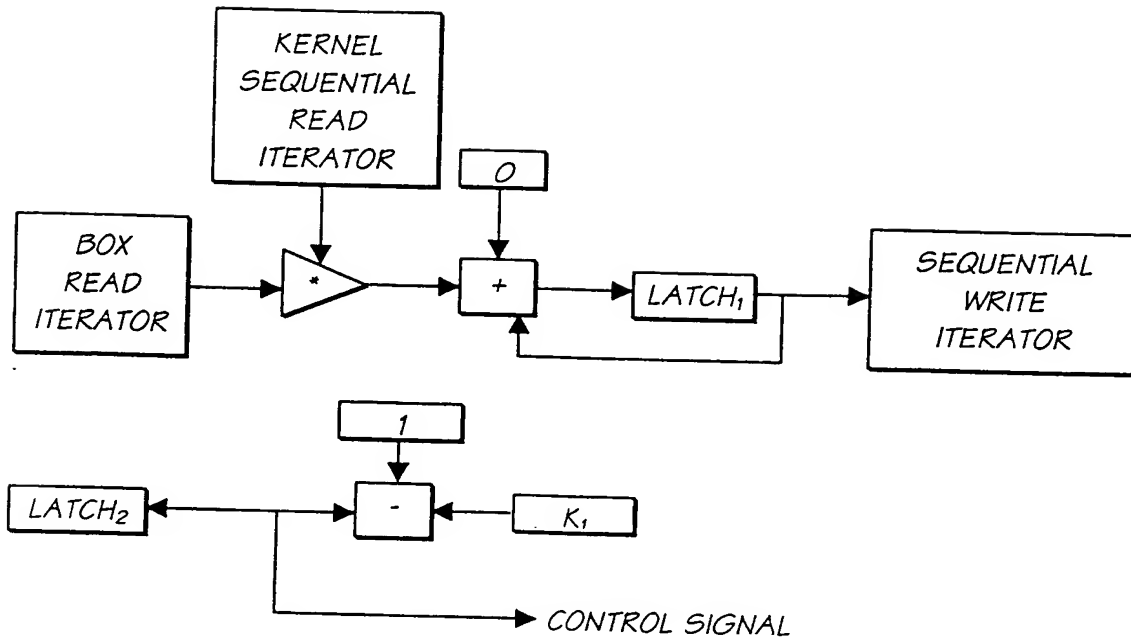 KERNEL
SEQUENTIAL
READ
ITERATOR
0
BOX
READ
ITERATOR
*
+
LATCH₁
SEQUENTIAL
WRITE
ITERATOR
1
LATCH₂
-
K₁
CONTROL SIGNAL